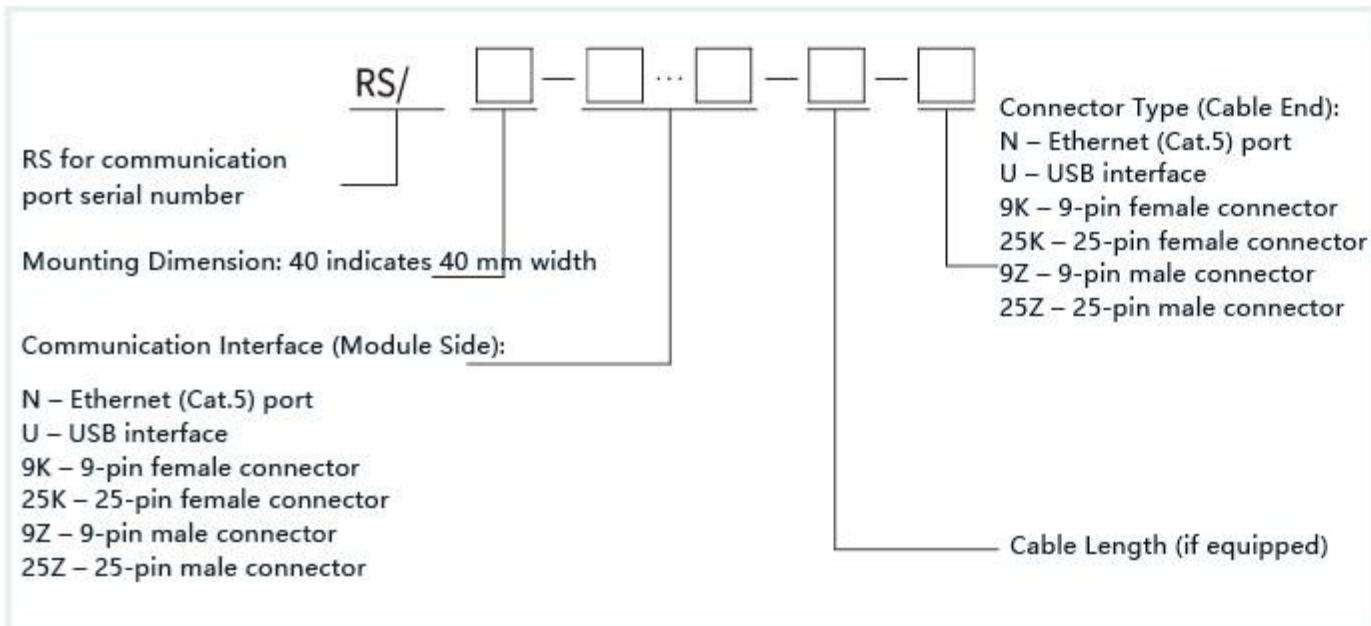 RS/ — … — —
RS for communication
port serial number
Mounting Dimension: 40 indicates 40 mm width
Communication Interface (Module Side):
N – Ethernet (Cat.5) port
U – USB interface
9K – 9-pin female connector
25K – 25-pin female connector
9Z – 9-pin male connector
25Z – 25-pin male connector
Connector Type (Cable End):
N – Ethernet (Cat.5) port
U – USB interface
9K – 9-pin female connector
25K – 25-pin female connector
9Z – 9-pin male connector
25Z – 25-pin male connector
Cable Length (if equipped)